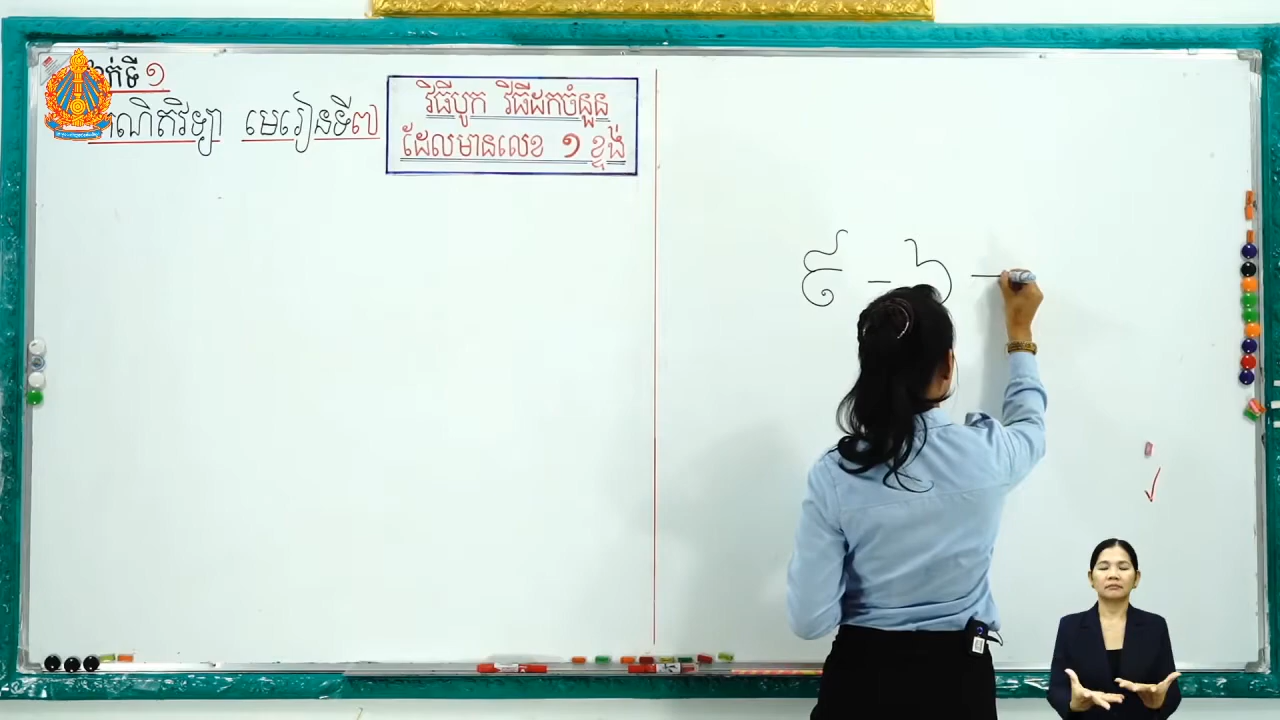 ថ្នាក់ទី ១
គណិតវិទ្យា មេរៀនទី៧
វិធីបូក វិធីដកចំនួន
ដែលមានលេខ ១ ខ្ទង់
៩ - ៦ -